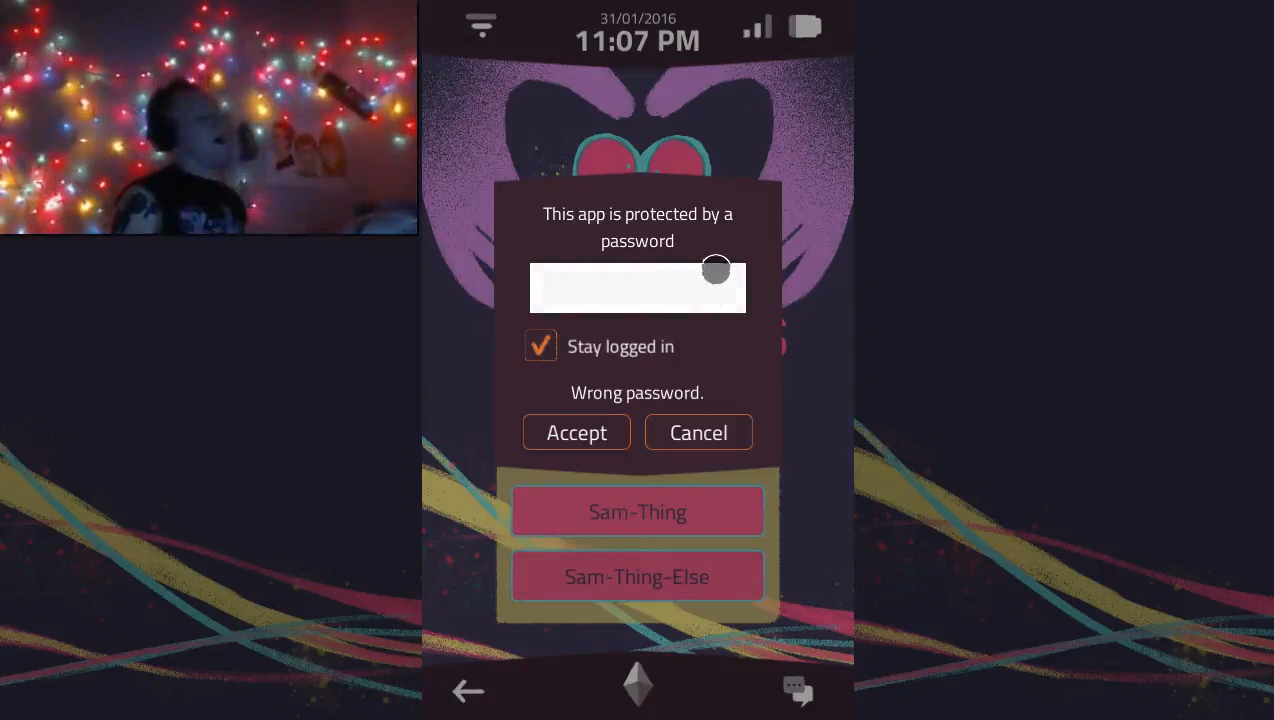 31/01/2016
11:07 PM
This app is protected by a
password
Stay logged in
Wrong password.
Accept
Cancel
Sam-Thing
Sam-Thing-Else